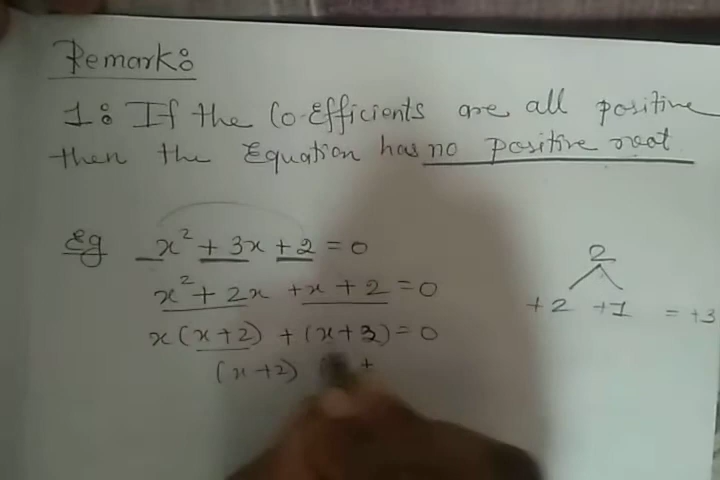 Remark:
1: If the Co-Efficients are all positive
then the Equation has no positive root
Eg x² + 3x + 2 = 0
x² + 2x + x + 2 = 0
2
+2 +1 = +3
x(x+2) + (x+2) = 0
(x+2) +